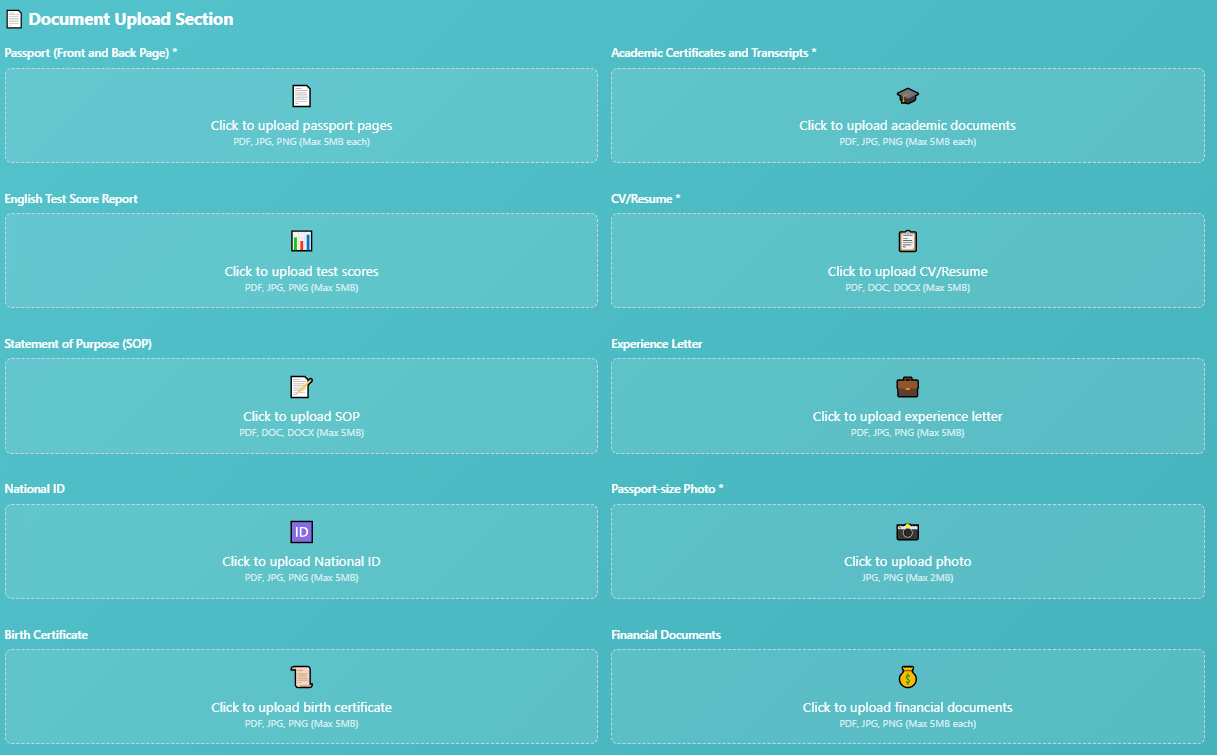 Document Upload Section
Passport (Front and Back Page) *
Click to upload passport pages
PDF, JPG, PNG (Max 5MB each)
Academic Certificates and Transcripts *
Click to upload academic documents
PDF, JPG, PNG (Max 5MB each)
English Test Score Report
Click to upload test scores
PDF, JPG, PNG (Max 5MB)
CV/Resume *
Click to upload CV/Resume
PDF, DOC, DOCX (Max 5MB)
Statement of Purpose (SOP)
Click to upload SOP
PDF, DOC, DOCX (Max 5MB)
Experience Letter
Click to upload experience letter
PDF, JPG, PNG (Max 5MB)
National ID
ID
Click to upload National ID
PDF, JPG, PNG (Max 5MB)
Passport-size Photo *
Click to upload photo
JPG, PNG (Max 2MB)
Birth Certificate
Click to upload birth certificate
PDF, JPG, PNG (Max 5MB)
Financial Documents
$
Click to upload financial documents
PDF, JPG, PNG (Max 5MB each)